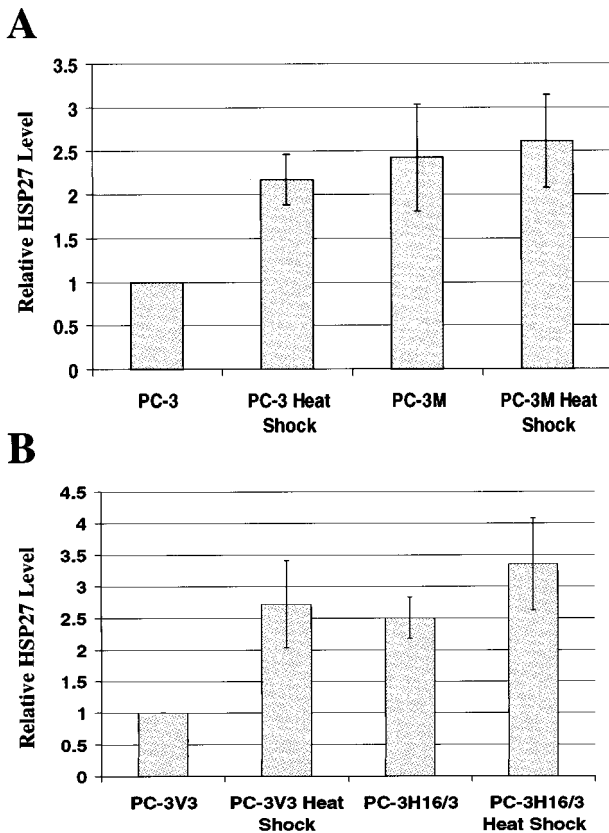 A
Relative HSP27 Level
3.5
3
2.5
2
1.5
1
0.5
0
PC-3
PC-3 Heat
Shock
PC-3M
PC-3M Heat
Shock
B
Relative HSP27 Level
4.5
4
3.5
3
2.5
2
1.5
1
0.5
0
PC-3V3
PC-3V3 Heat
Shock
PC-3H16/3
PC-3H16/3
Heat Shock